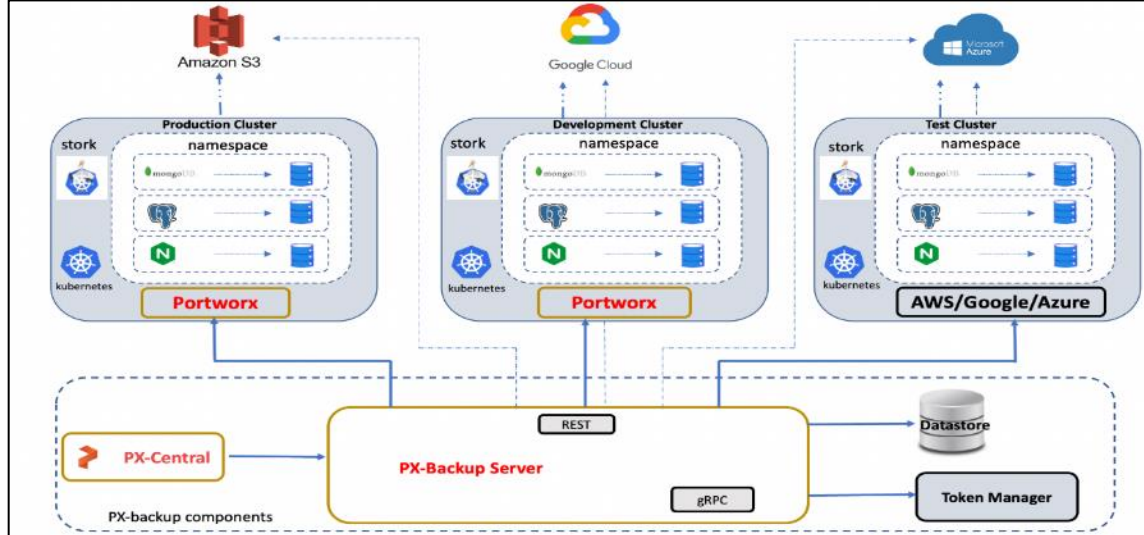 Amazon S3
Google Cloud
Microsoft
Azure
Production Cluster
stork
namespace
mongoDB
N
kubernetes
Portworx
Development Cluster
stork
namespace
mongoDB
N
kubernetes
Portworx
Test Cluster
stork
namespace
mongoDB
N
kubernetes
AWS/Google/Azure
REST
Datastore
PX-Central
PX-Backup Server
gRPC
Token Manager
PX-backup components